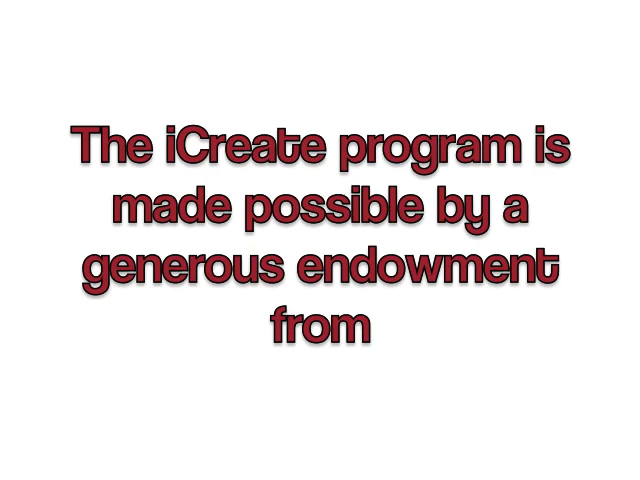 The iCreate program is
made possible by a
generous endowment
from